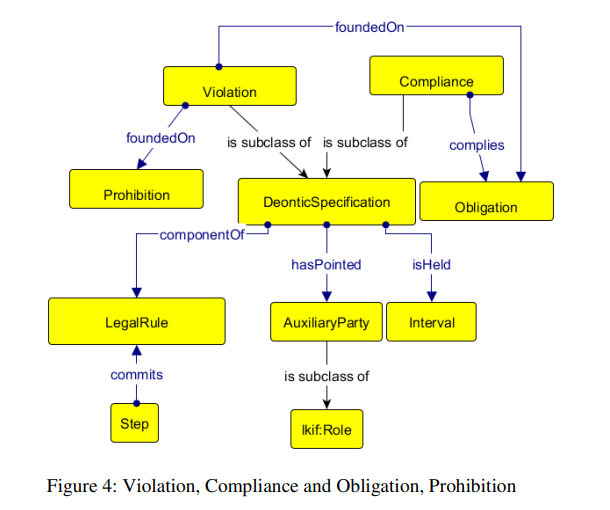 foundedOn
Violation
Compliance
foundedOn
is subclass of
is subclass of
complies
Prohibition
DeonticSpecification
Obligation
componentOf
hasPointed
isHeld
LegalRule
AuxiliaryParty
Interval
commits
is subclass of
Step
lkif:Role
Figure 4: Violation, Compliance and Obligation, Prohibition